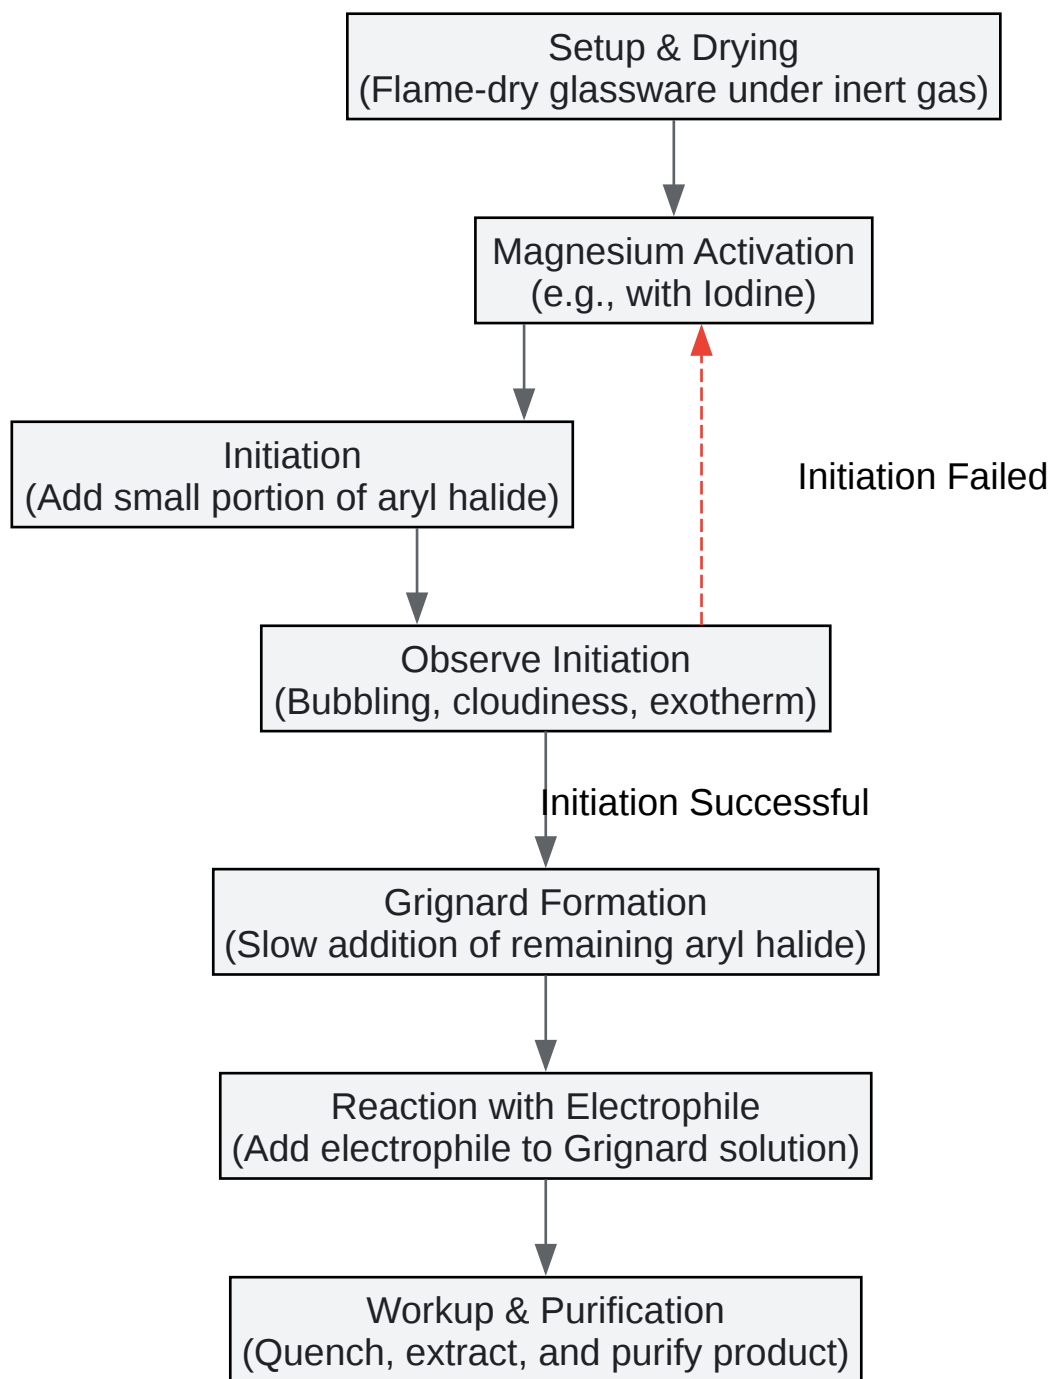 Setup & Drying
(Flame-dry glassware under inert gas)
Magnesium Activation
(e.g., with Iodine)
Initiation
(Add small portion of aryl halide)
Initiation Failed
Observe Initiation
(Bubbling, cloudiness, exotherm)
Initiation Successful
Grignard Formation
(Slow addition of remaining aryl halide)
Reaction with Electrophile
(Add electrophile to Grignard solution)
Workup & Purification
(Quench, extract, and purify product)